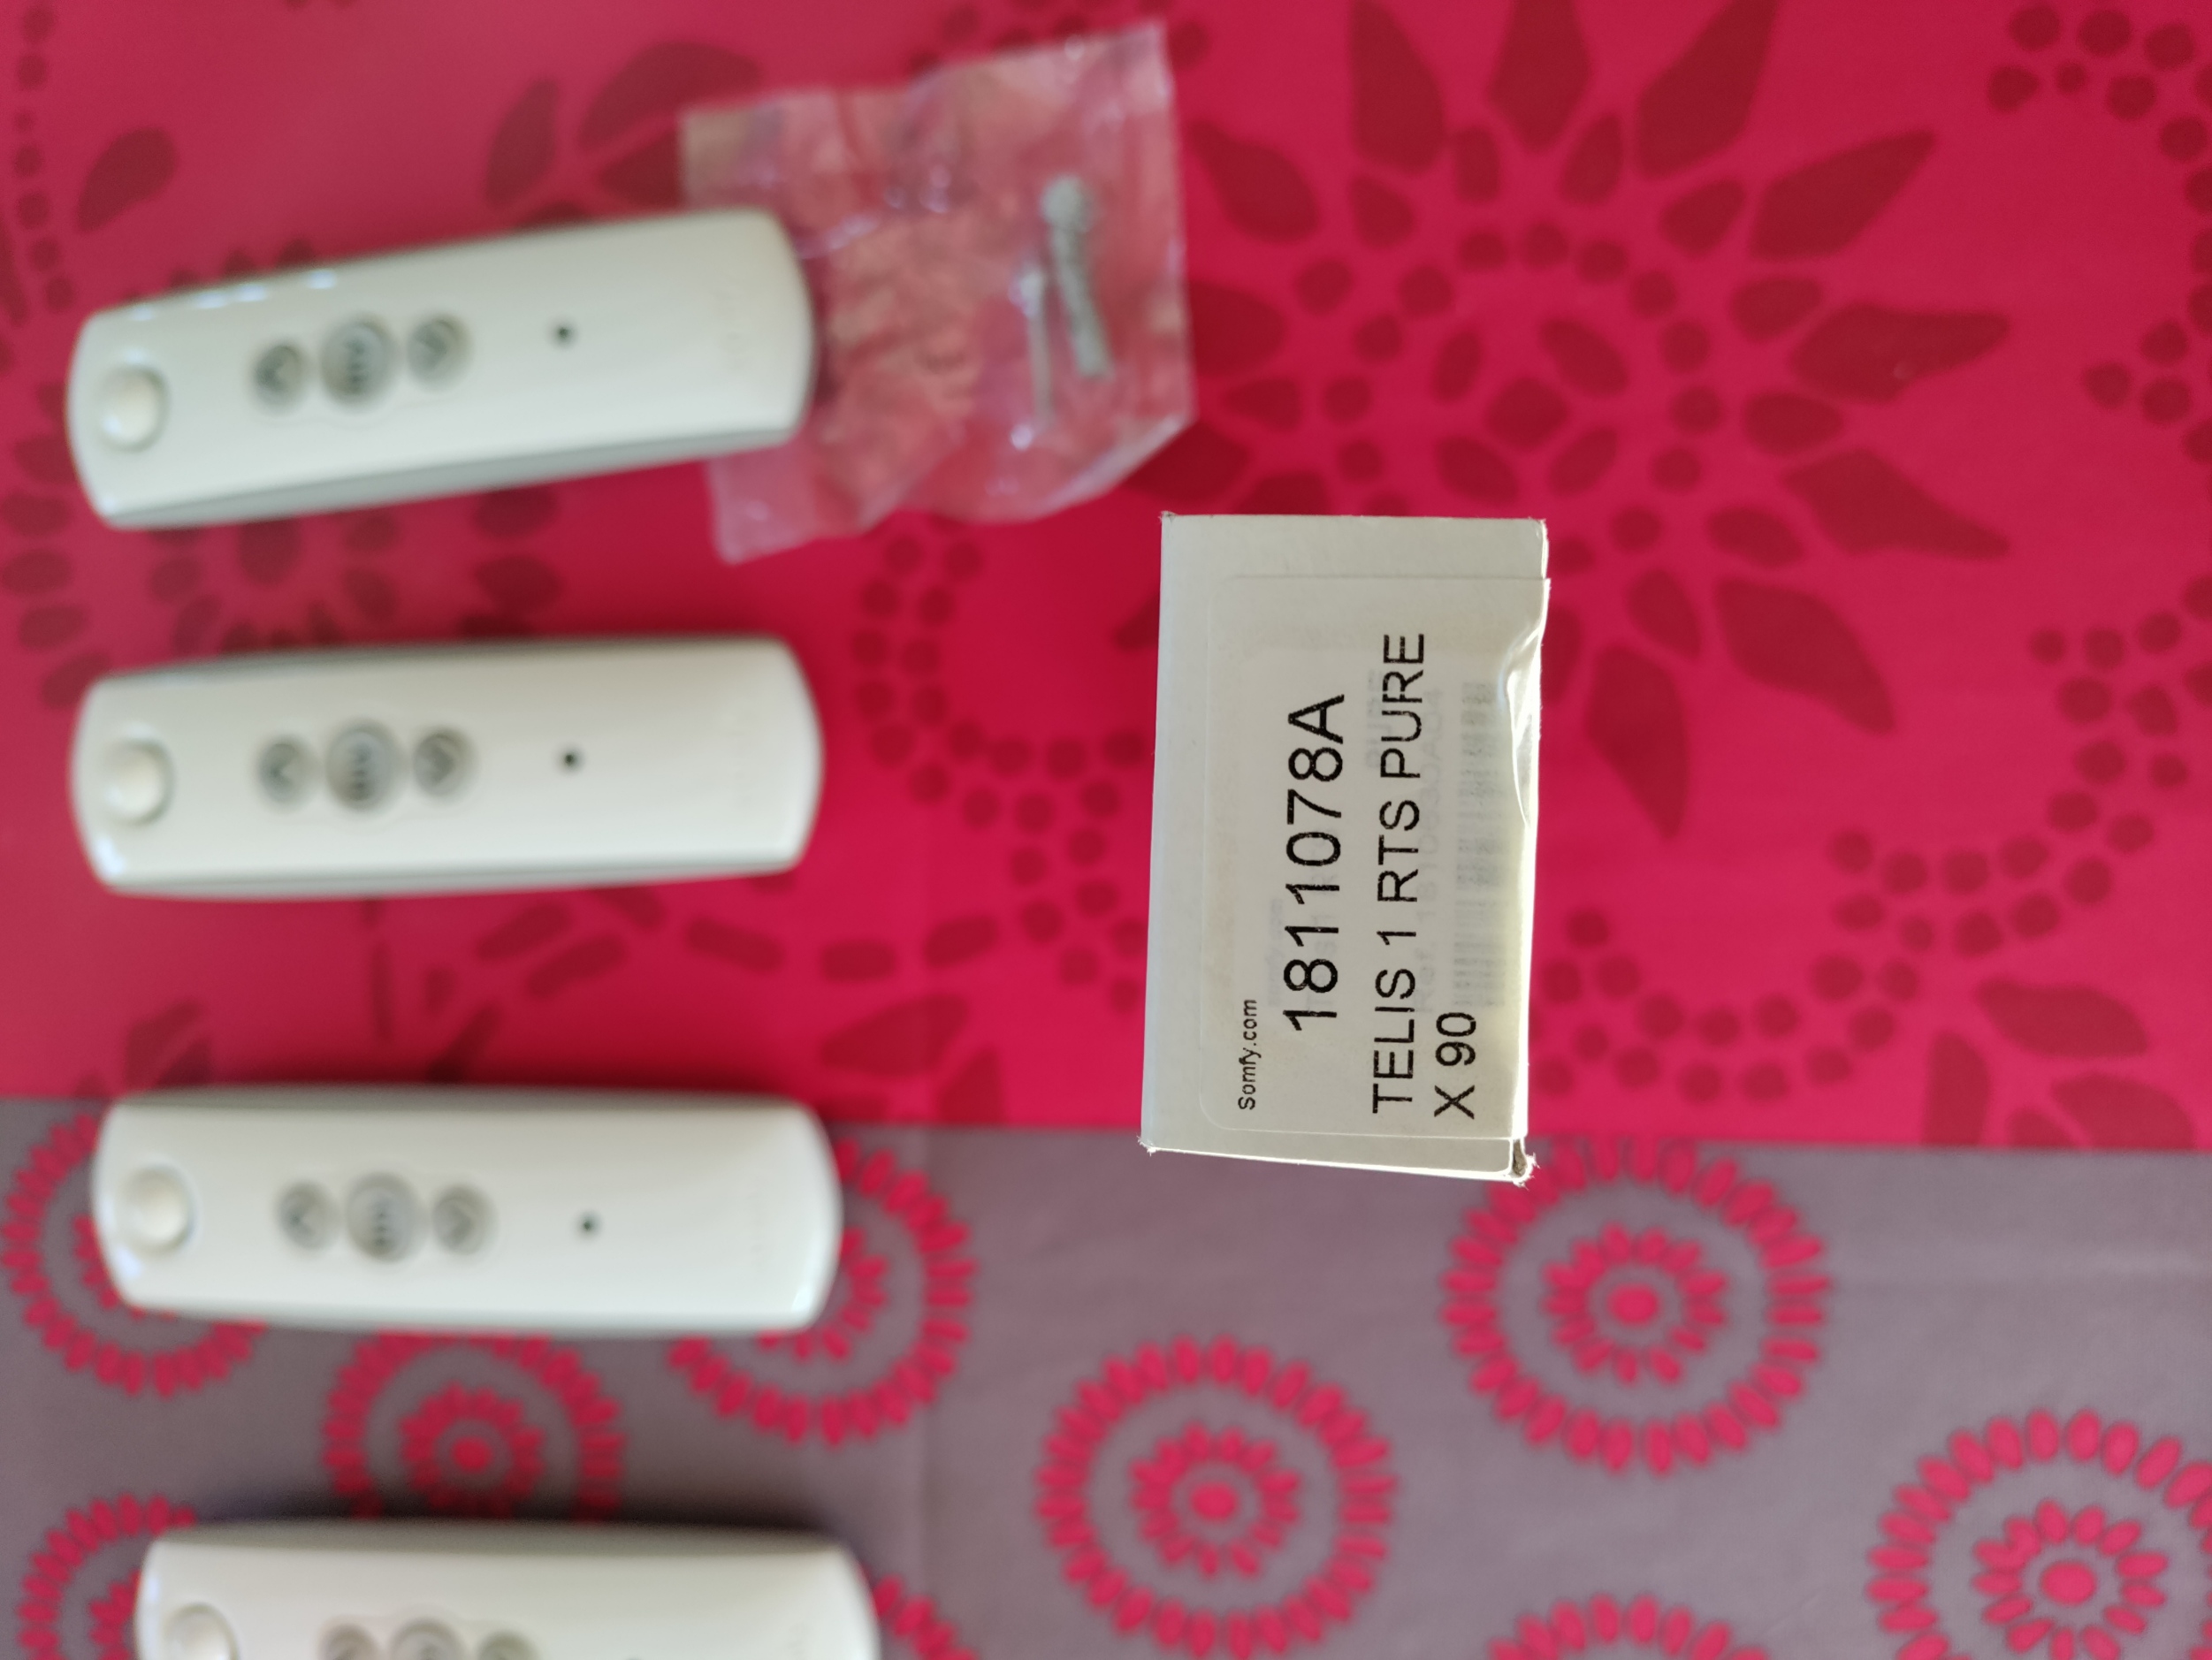 Somfy.com
1811078A
TELIS 1 RTS PURE
X 90